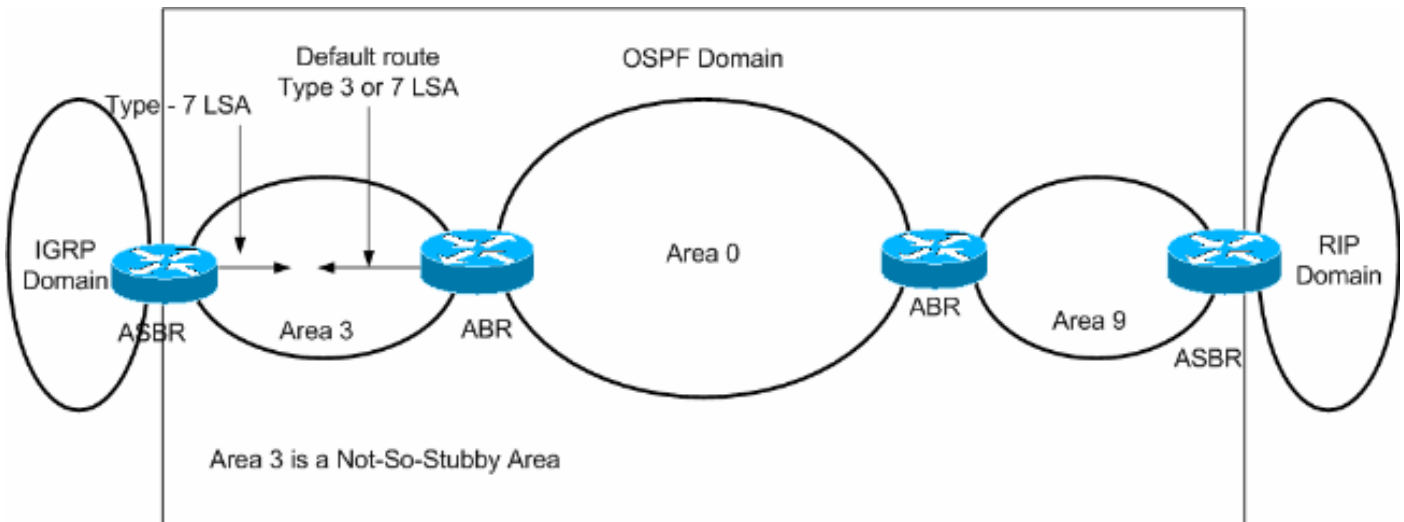 Default route
Type 3 or 7 LSA
OSPF Domain
Type - 7 LSA
IGRP
Domain
Area 0
RIP
Domain
ASBR
Area 3
ABR
ABR
Area 9
ASBR
Area 3 is a Not-So-Stubby Area